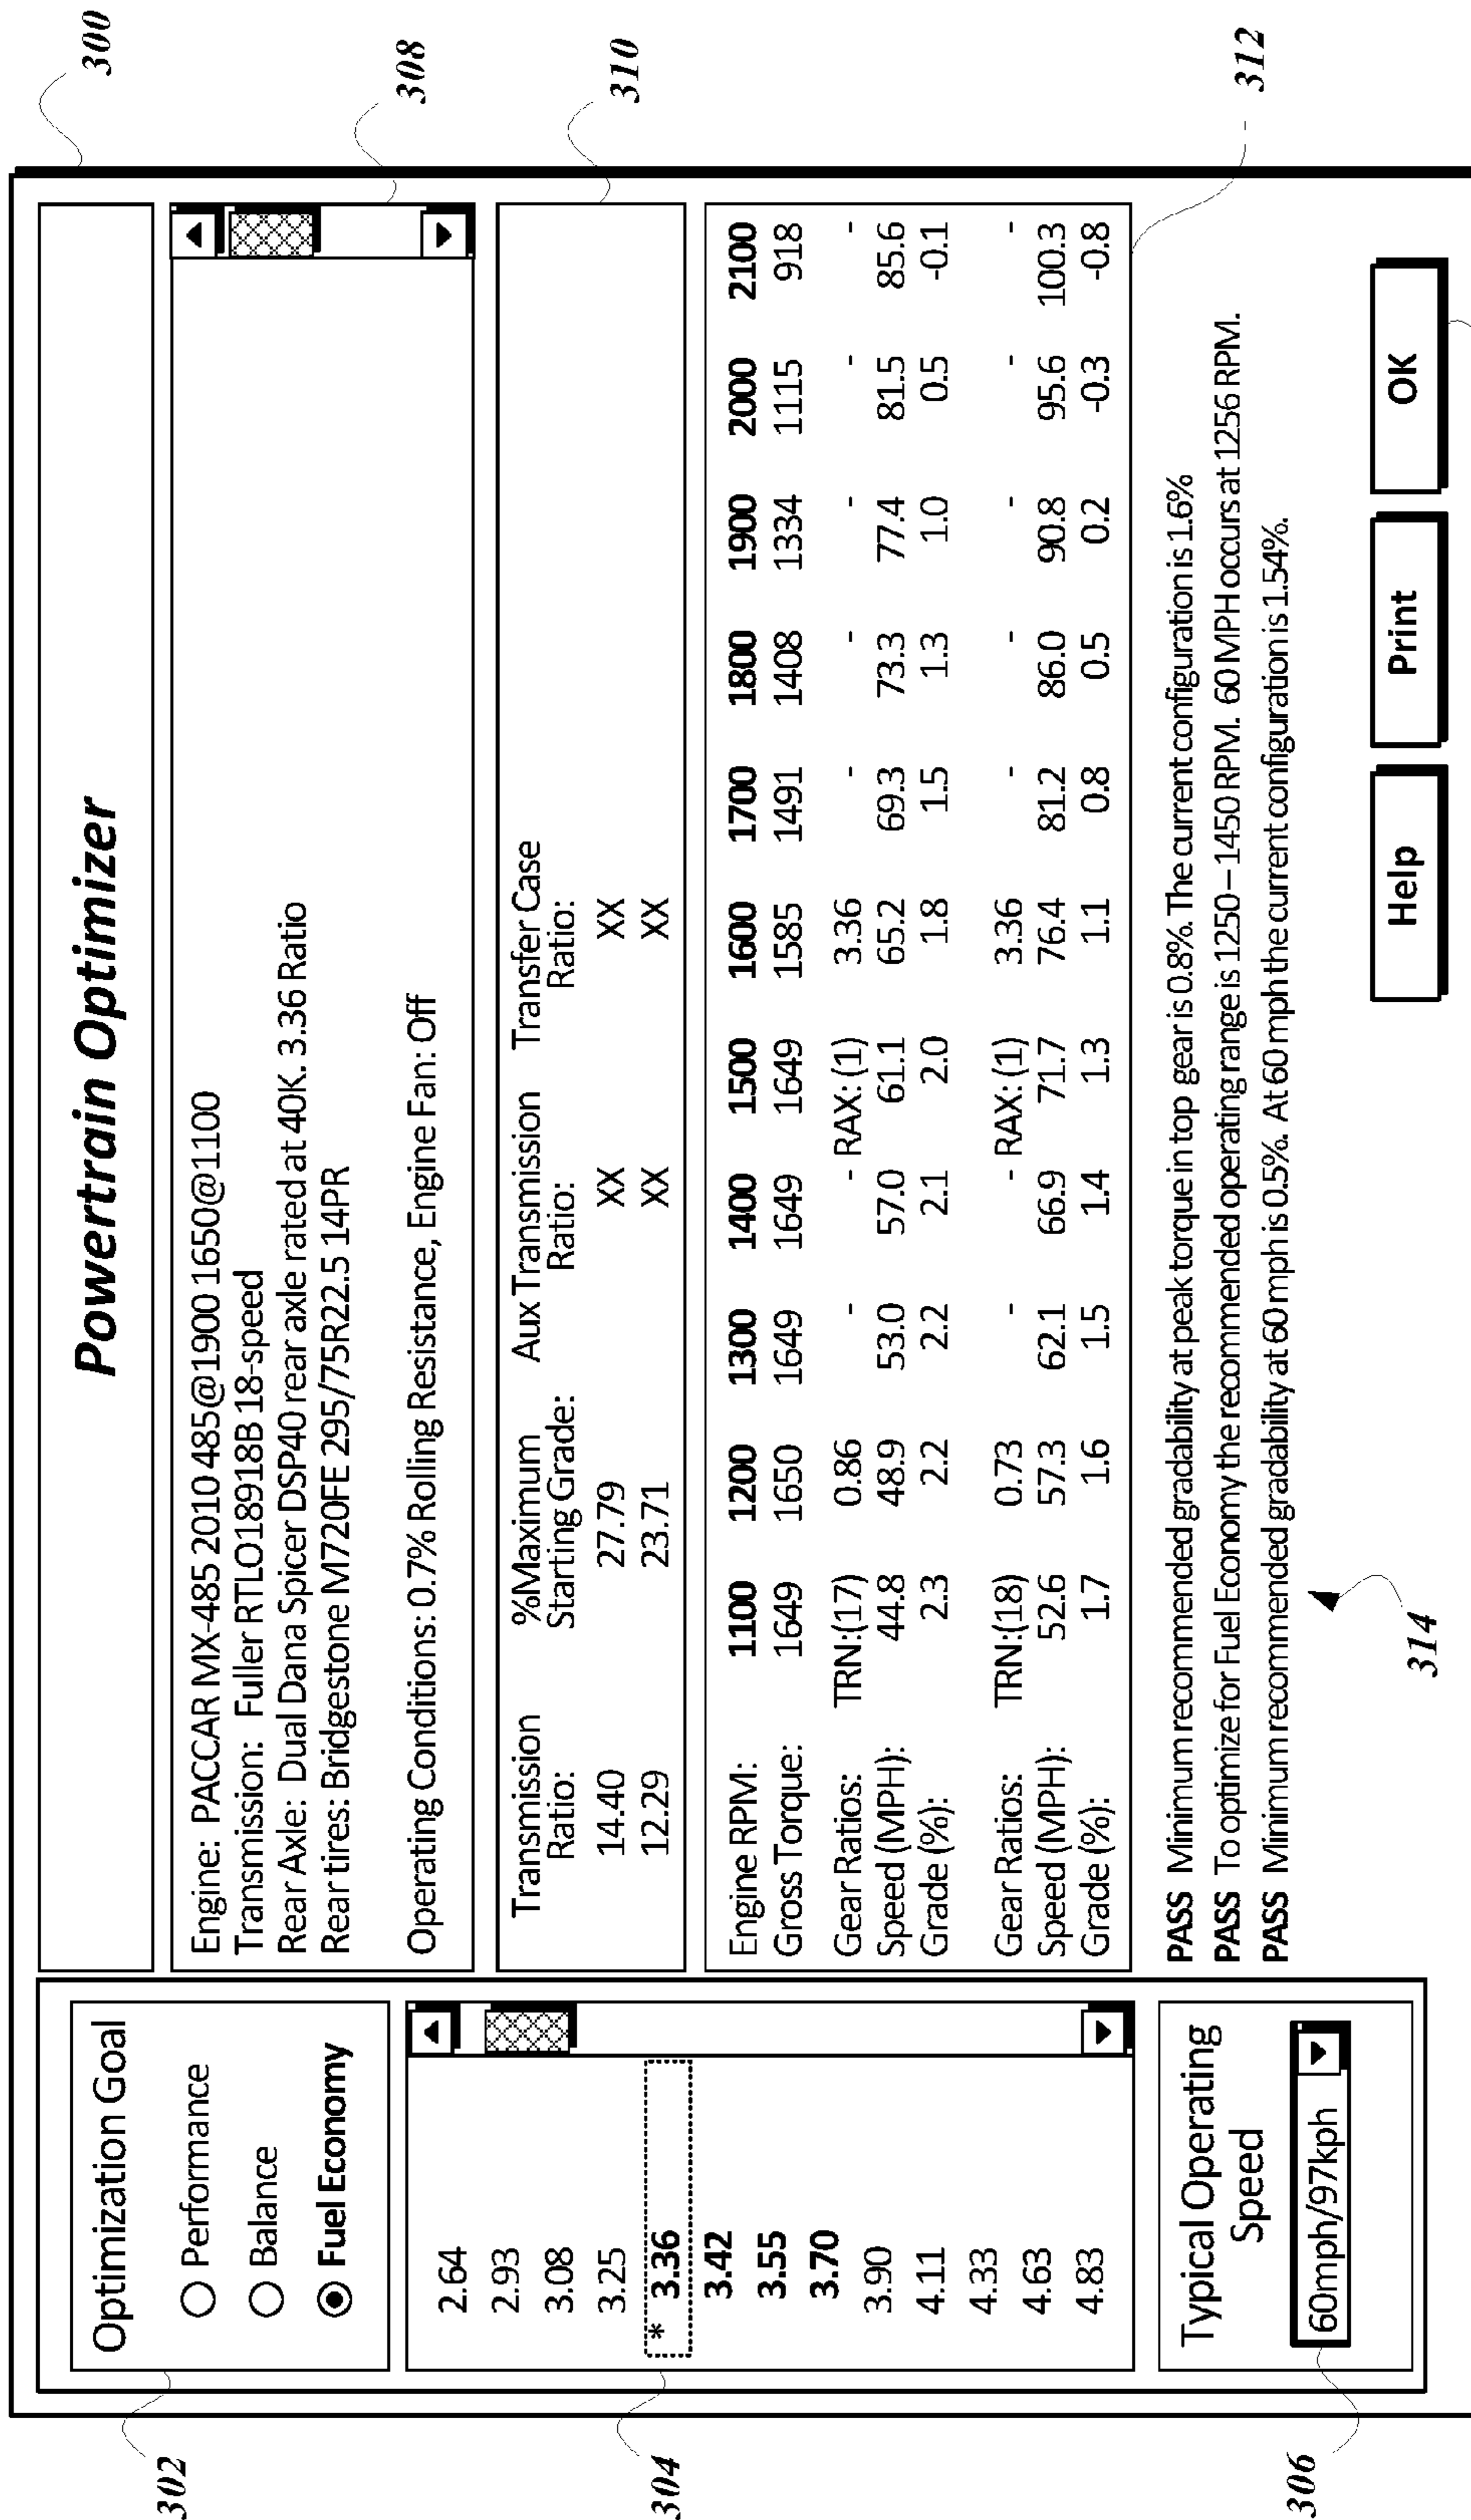 300
Powertrain Optimizer
302
Optimization Goal
Performance
Balance
Fuel Economy
304
2.64
2.93
3.08
3.25
* 3.36
3.42
3.55
3.70
3.90
4.11
4.33
4.63
4.83
306
Typical Operating
Speed
60mph/97kph
308
Engine: PACCAR MX-485 2010 485@1900 1650@1100
Transmission: Fuller RTLO18918B 18-speed
Rear Axle: Dual Dana Spicer DSP40 rear axle rated at 40K. 3.36 Ratio
Rear tires: Bridgestone M720FE 295/75R22.5 14PR
Operating Conditions: 0.7% Rolling Resistance, Engine Fan: Off
310
Transmission %Maximum Aux Transmission Transfer Case
Ratio: Starting Grade: Ratio: Ratio:
14.40 27.79 XX XX
12.29 23.71 XX XX
312
Engine RPM: 1100 1200 1300 1400 1500 1600 1700 1800 1900 2000 2100
Gross Torque: 1649 1650 1649 1649 1649 1585 1491 1408 1334 1115 918
Gear Ratios: TRN:(17) 0.86 - - RAX: (1) 3.36 - - - - -
Speed (MPH): 44.8 48.9 53.0 57.0 61.1 65.2 69.3 73.3 77.4 81.5 85.6
Grade (%): 2.3 2.2 2.2 2.1 2.0 1.8 1.5 1.3 1.0 0.5 -0.1
Gear Ratios: TRN:(18) 0.73 - - RAX: (1) 3.36 - - - - -
Speed (MPH): 52.6 57.3 62.1 66.9 71.7 76.4 81.2 86.0 90.8 95.6 100.3
Grade (%): 1.7 1.6 1.5 1.4 1.3 1.1 0.8 0.5 0.2 -0.3 -0.8
PASS Minimum recommended gradability at peak torque in top gear is 0.8%. The current configuration is 1.6%
PASS To optimize for Fuel Economy the recommended operating range is 1250 – 1450 RPM. 60 MPH occurs at 1256 RPM.
PASS Minimum recommended gradability at 60 mph is 0.5%. At 60 mph the current configuration is 1.54%.
314
Help Print OK